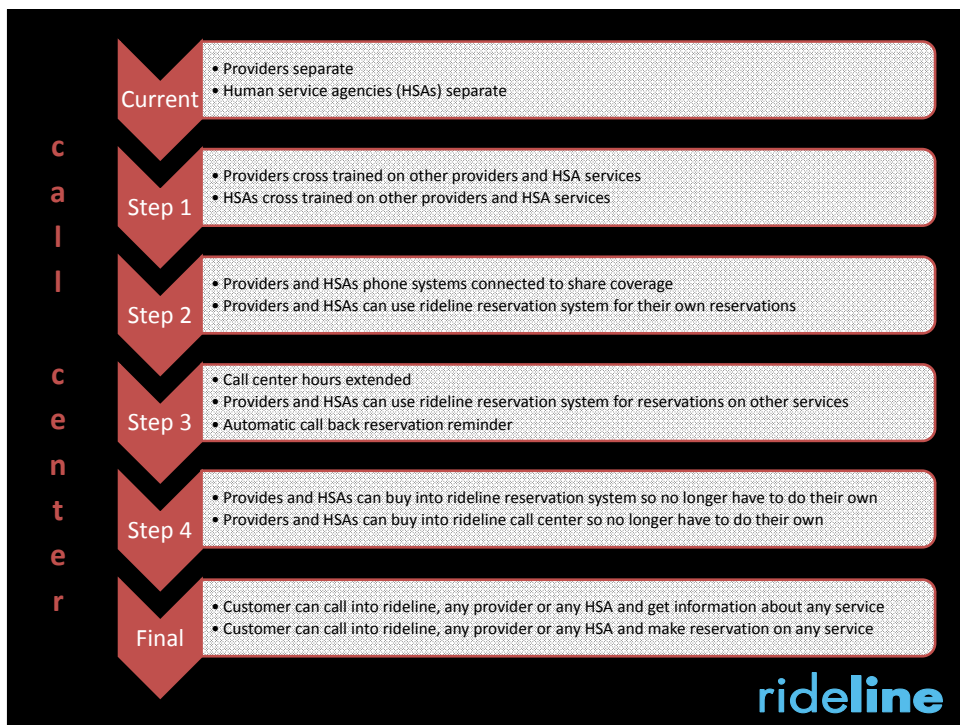 call center
Current
• Providers separate
• Human service agencies (HSAs) separate
Step 1
• Providers cross trained on other providers and HSA services
• HSAs cross trained on other providers and HSA services
Step 2
• Providers and HSAs phone systems connected to share coverage
• Providers and HSAs can use rideline reservation system for their own reservations
Step 3
• Call center hours extended
• Providers and HSAs can use rideline reservation system for reservations on other services
• Automatic call back reservation reminder
Step 4
• Provides and HSAs can buy into rideline reservation system so no longer have to do their own
• Providers and HSAs can buy into rideline call center so no longer have to do their own
Final
• Customer can call into rideline, any provider or any HSA and get information about any service
• Customer can call into rideline, any provider or any HSA and make reservation on any service
rideline